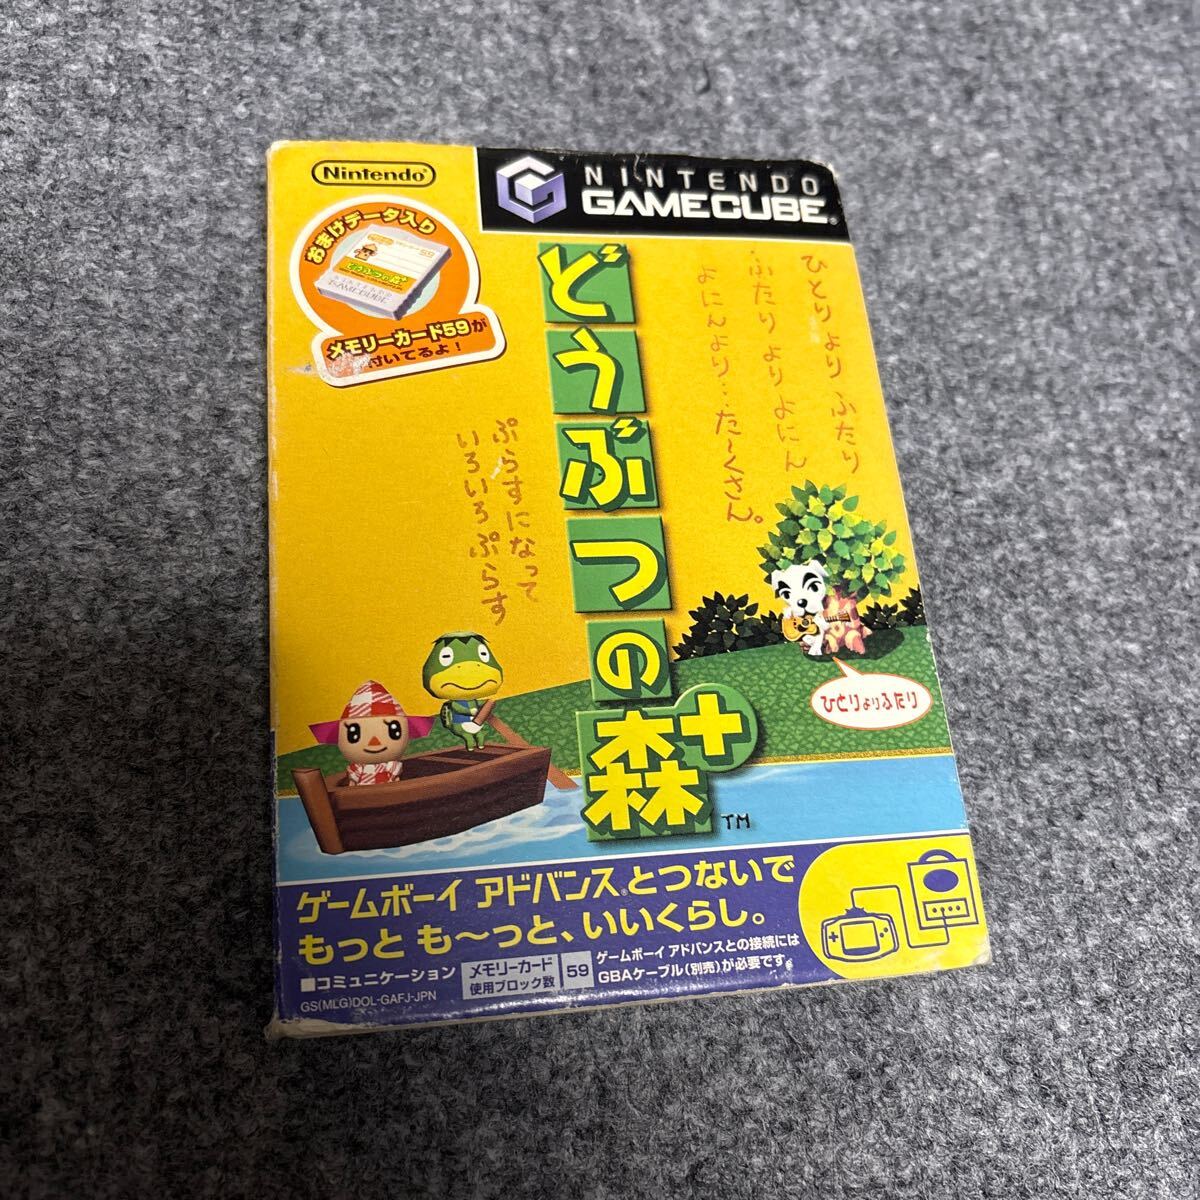 Nintendo
NINTENDO
GAMECUBE®
おまけデータ入り
59
どうぶつの森+
GAMECUBE
メモリーカード59が
付いてるよ!
どうぶつの森+
TM
ひとりよりふたり
・・ふたりよりよにん
よにんより・・・た〜くさん。
ぷらすになって
いろいろぷらす
ひとりよりふたり
ゲームボーイ アドバンス®とつないで
もっと も〜っと、いいくらし。
■コミュニケーション
メモリーカード
使用ブロック数
59
ゲームボーイ アドバンスとの接続には
GBAケーブル(別売)が必要です。
GS(MLG)DOL-GAFJ-JPN